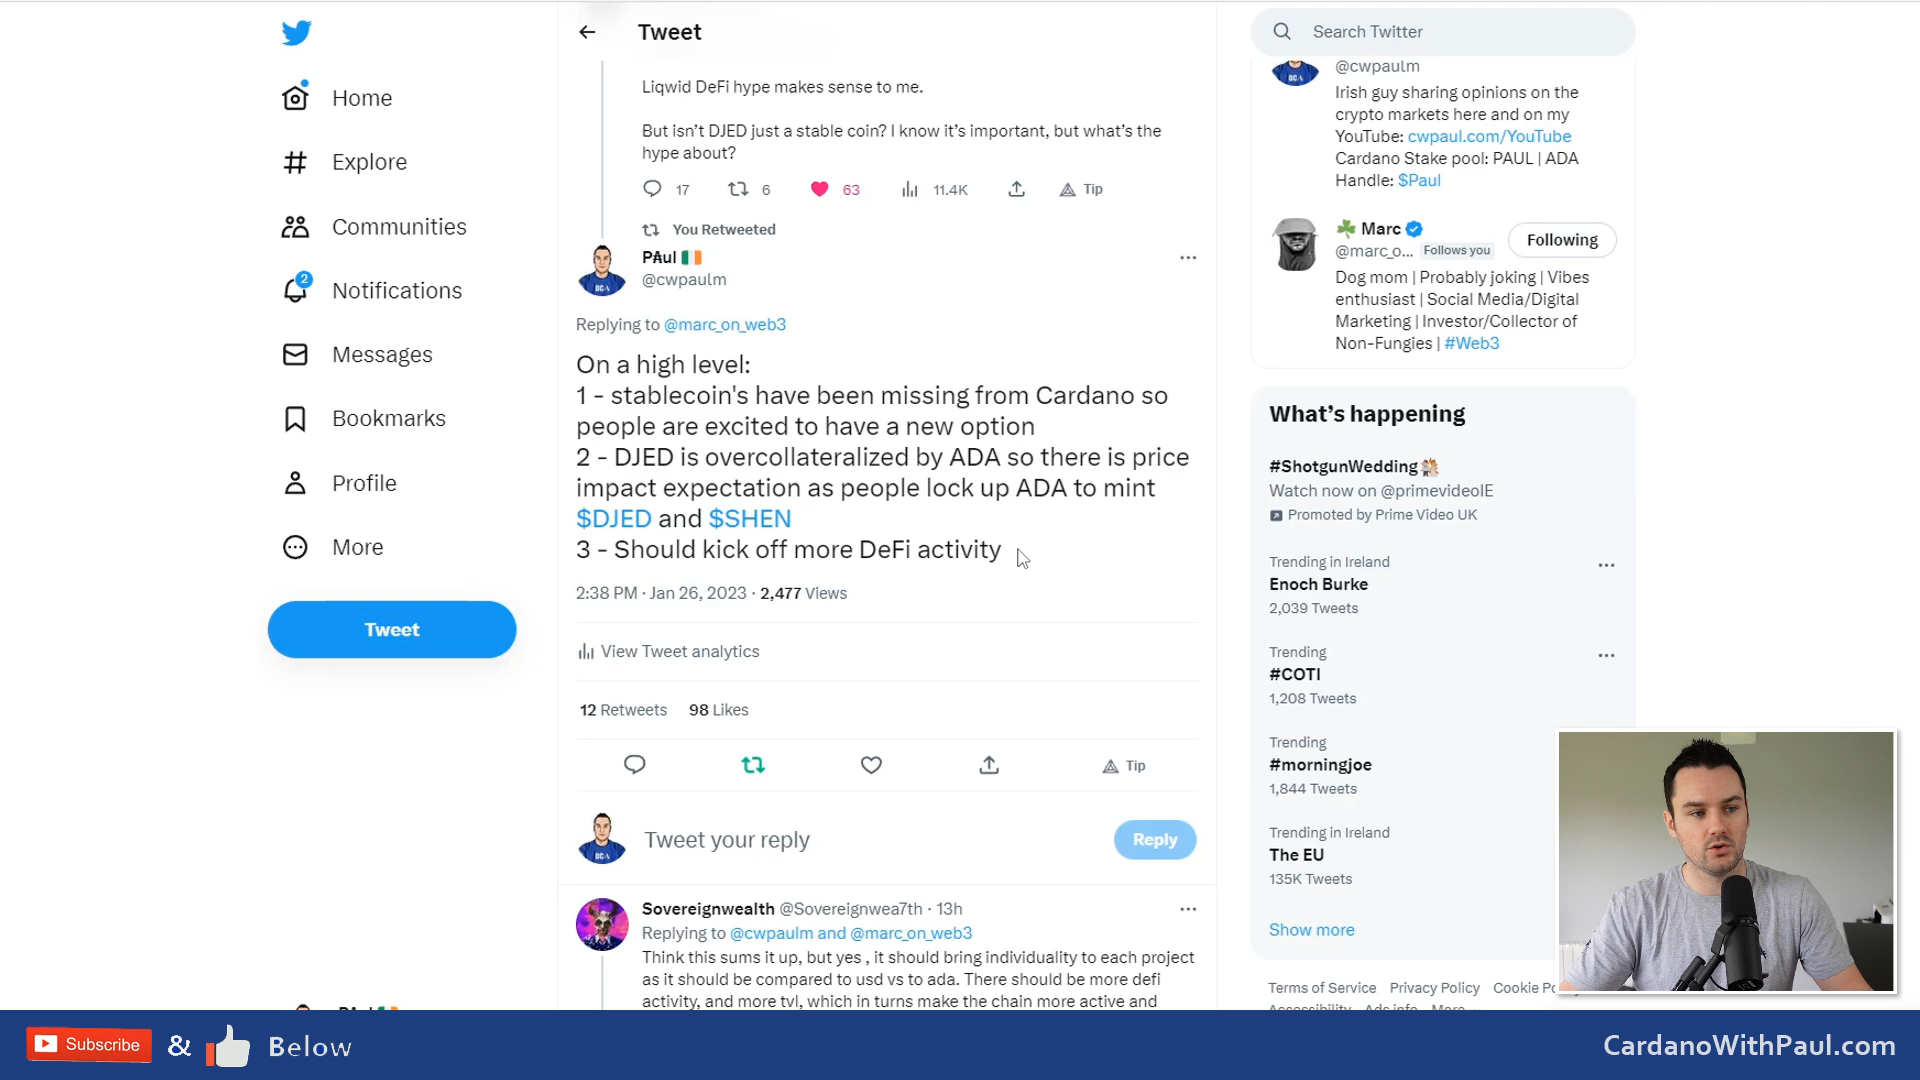 Home
Explore
Communities
2
Notifications
Messages
Bookmarks
Profile
More
Tweet
Tweet
Liqwid DeFi hype makes sense to me.
But isn't DJED just a stable coin? I know it's important, but what's the
hype about?
17 6 63 11.4K Tip
You Retweeted
P₳ul
@cwpaulm
Replying to @marc_on_web3
On a high level:
1 - stablecoin's have been missing from Cardano so
people are excited to have a new option
2 - DJED is overcollateralized by ADA so there is price
impact expectation as people lock up ADA to mint
$DJED and $SHEN
3 - Should kick off more DeFi activity
2:38 PM · Jan 26, 2023 · 2,477 Views
View Tweet analytics
12 Retweets 98 Likes
Tip
Tweet your reply
Reply
Sovereignwealth @Sovereignwea7th · 13h
Replying to @cwpaulm and @marc_on_web3
Think this sums it up, but yes , it should bring individuality to each project
as it should be compared to usd vs to ada. There should be more defi
activity, and more tvl, which in turns make the chain more active and
Search Twitter
@cwpaulm
Irish guy sharing opinions on the
crypto markets here and on my
YouTube: cwpaul.com/YouTube
Cardano Stake pool: PAUL | ADA
Handle: $Paul
Marc
@marc_o... Follows you
Following
Dog mom | Probably joking | Vibes
enthusiast | Social Media/Digital
Marketing | Investor/Collector of
Non-Fungies | #Web3
What's happening
#ShotgunWedding
Watch now on @primevideoIE
Promoted by Prime Video UK
Trending in Ireland
Enoch Burke
2,039 Tweets
Trending
#COTI
1,208 Tweets
Trending
#morningjoe
1,844 Tweets
Trending in Ireland
The EU
135K Tweets
Show more
Terms of Service Privacy Policy Cookie
Accessibility Ads info More
Subscribe & Below
CardanoWithPaul.com